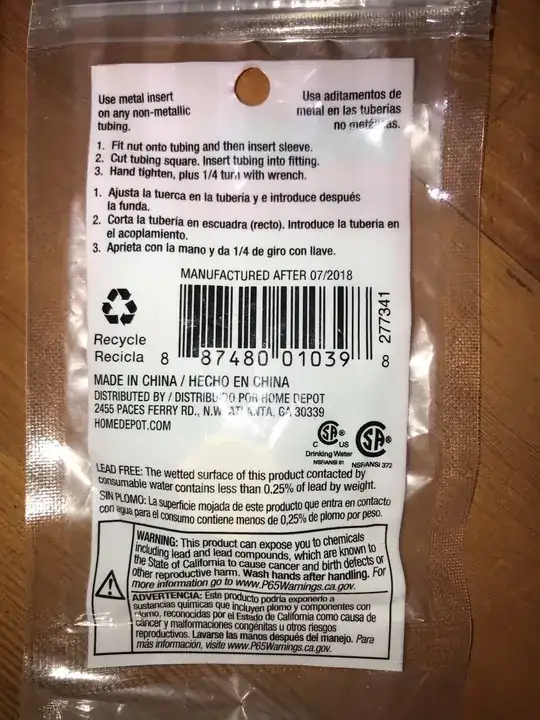 Use metal insert
on any non-metallic
tubing.
Usa aditamentos de
metal en las tuberías
no metálicas.
1. Fit nut onto tubing and then insert sleeve.
2. Cut tubing square. Insert tubing into fitting.
3. Hand tighten, plus 1/4 turn with wrench.
1. Ajusta la tuerca en la tubería y e introduce después
la funda.
2. Corta la tubería en escuadra (recto). Introduce la tubería en
el acoplamiento.
3. Aprieta con la mano y da 1/4 de giro con llave.
MANUFACTURED AFTER 07/2018
Recycle
Recicla
8 87480 01039 8
277341
MADE IN CHINA / HECHO EN CHINA
DISTRIBUTED BY / DISTRIBUIDO POR HOME DEPOT
2455 PACES FERRY RD., N.W. ATLANTA, GA 30339
HOMEDEPOT.COM
SA ®
C US
Drinking Water
NSF/ANSI 61
SA ®
NSF/ANSI 372
LEAD FREE: The wetted surface of this product contacted by
consumable water contains less than 0.25% of lead by weight.
SIN PLOMO: La superficie mojada de este producto que entra en contacto
con agua para el consumo contiene menos de 0,25% de plomo por peso.
WARNING: This product can expose you to chemicals
including lead and lead compounds, which are known to
the State of California to cause cancer and birth defects or
other reproductive harm. Wash hands after handling. For
more information go to www.P65Warnings.ca.gov.
ADVERTENCIA: Este producto podría exponerlo a
sustancias químicas que incluyen plomo y componentes con
plomo, reconocidas por el Estado de California como causa de
cáncer y malformaciones congénitas u otros riesgos
reproductivos. Lavarse las manos después del manejo. Para
más información, visite www.P65Warnings.ca.gov.